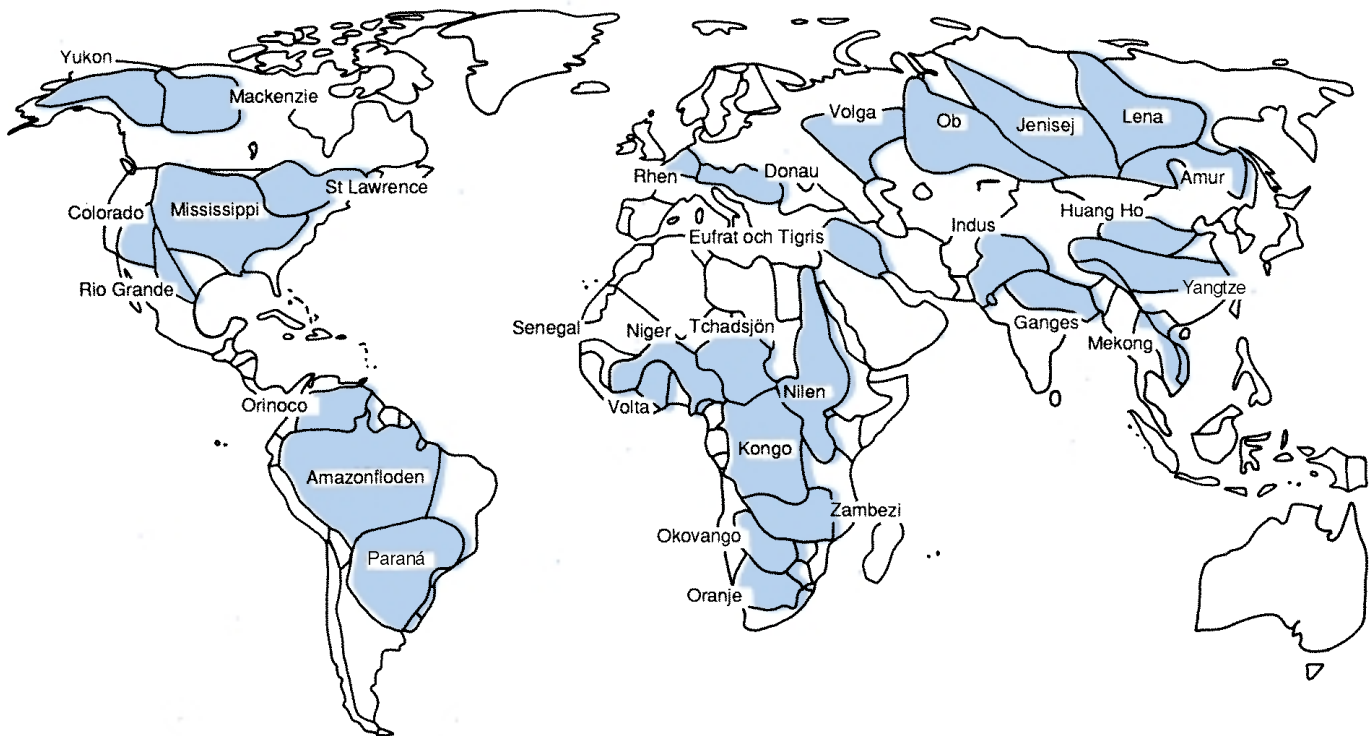 Yukon
Mackenzie
St Lawrence
Colorado
Mississippi
Rio Grande
Orinoco
Amazonfloden
Paraná
Volga
Ob
Jenisej
Lena
Rhen
Donau
Amur
Eufrat och Tigris
Indus
Huang Ho
Yangtze
Ganges
Mekong
Senegal
Niger
Tchadsjön
Volta
Nilen
Kongo
Zambezi
Okovango
Oranje